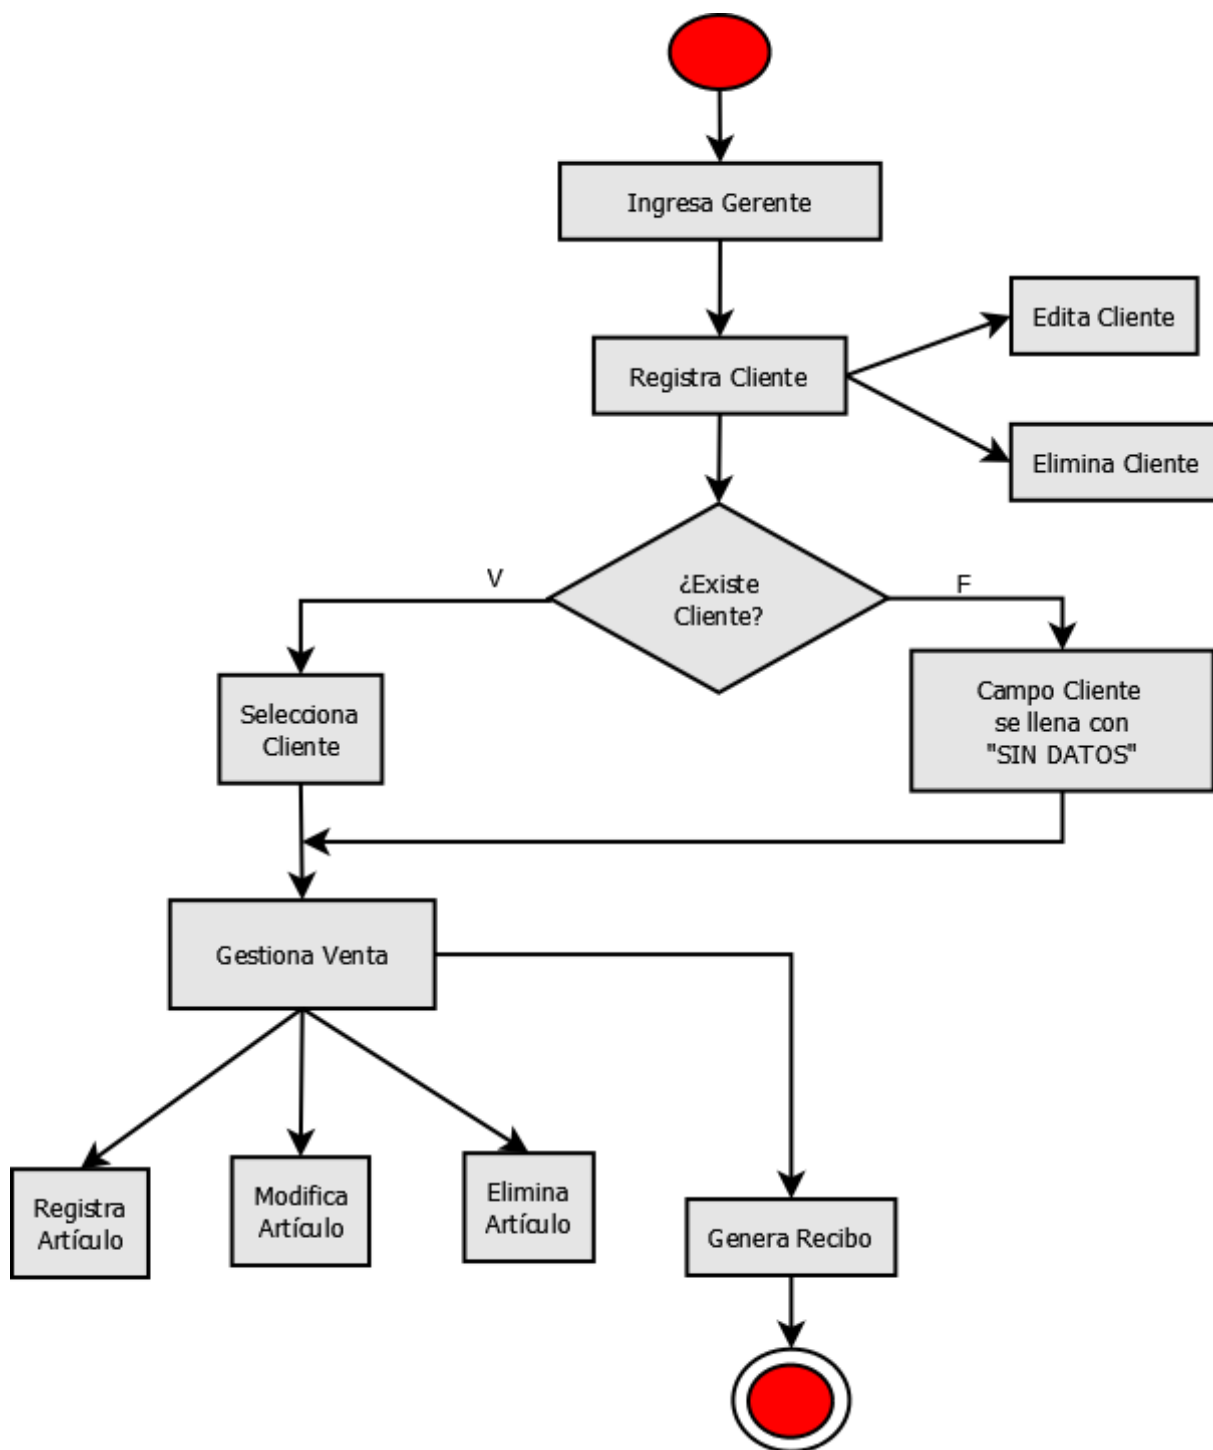 Ingresa Gerente
Edita Cliente
Registra Cliente
Elimina Cliente
¿Existe
Cliente?
V
F
Selecciona
Cliente
Campo Cliente
se llena con
"SIN DATOS"
Gestiona Venta
Registra
Artículo
Modifica
Artículo
Elimina
Artículo
Genera Recibo